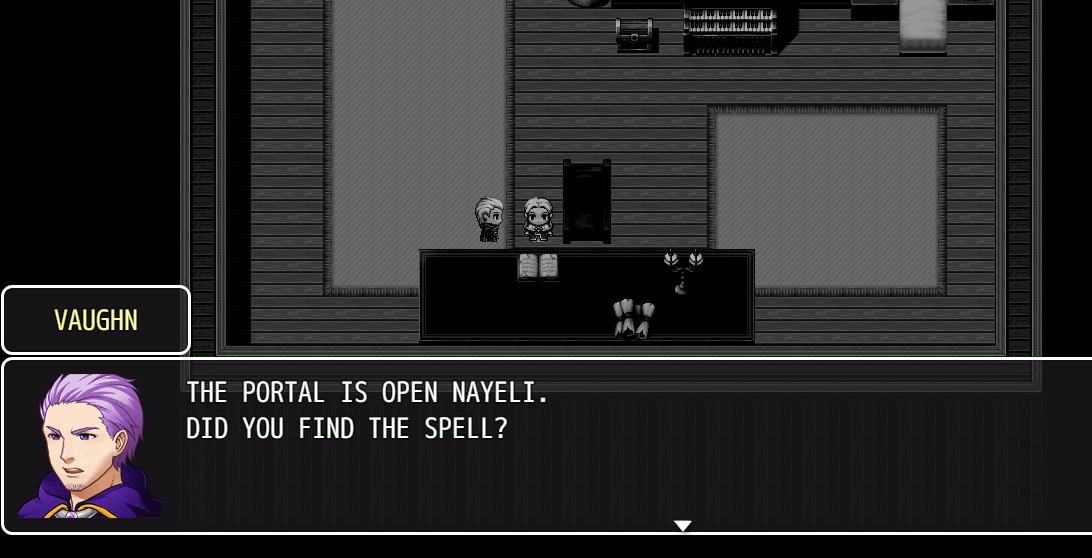 VAUGHN
THE PORTAL IS OPEN NAYELI.
DID YOU FIND THE SPELL?